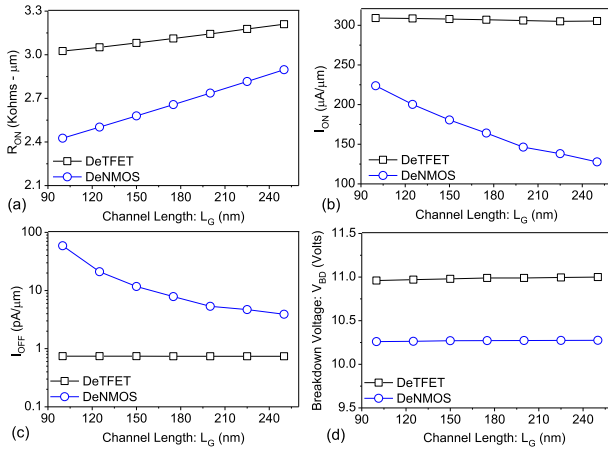 3.3
3.0
2.7
2.4
2.1
R_ON (Kohms - μm)
DeTFET
DeNMOS
90 120 150 180 210 240
Channel Length: L_G (nm)
(a)
300
250
200
150
100
I_ON (μA/μm)
DeTFET
DeNMOS
90 120 150 180 210 240
Channel Length: L_G (nm)
(b)
100
10
1
0.1
I_OFF (pA/μm)
DeTFET
DeNMOS
90 120 150 180 210 240
Channel Length: L_G (nm)
(c)
11.5
11.0
10.5
10.0
9.5
Breakdown Voltage: V_BD (Volts)
DeTFET
DeNMOS
90 120 150 180 210 240
Channel Length: L_G (nm)
(d)